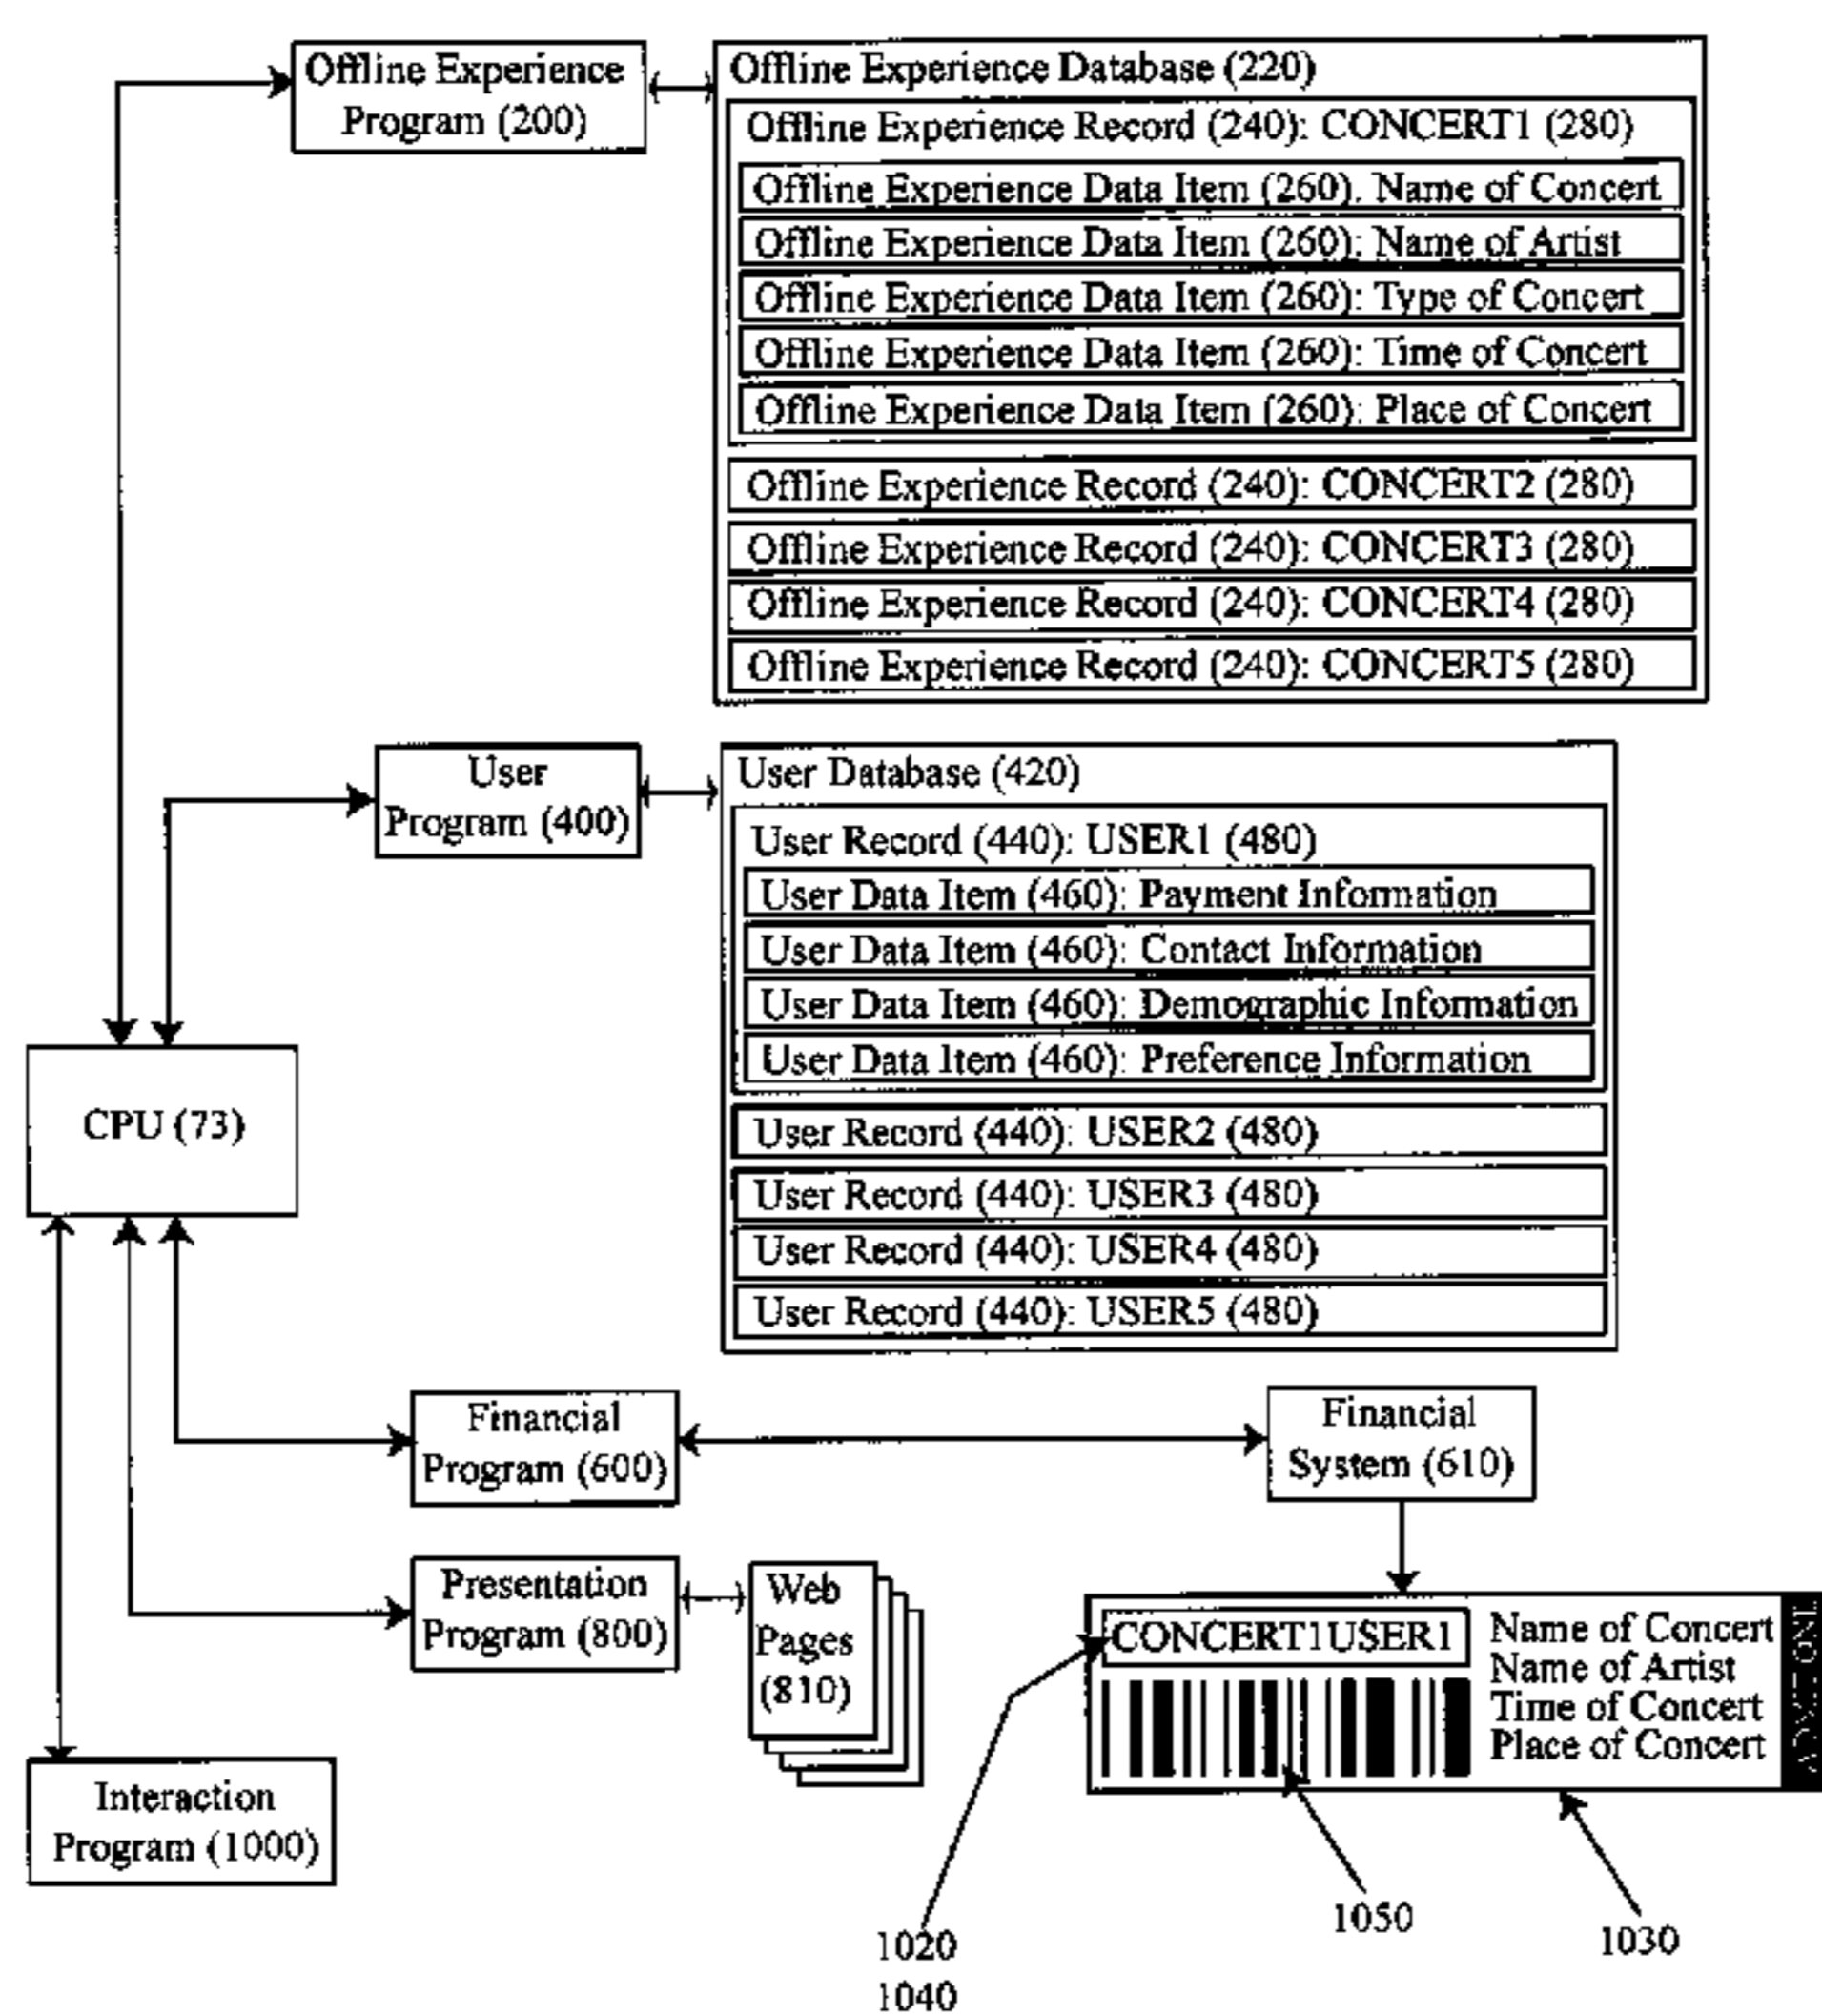 Offline Experience
Program (200)
Offline Experience Database (220)
Offline Experience Record (240): CONCERT1 (280)
Offline Experience Data Item (260). Name of Concert
Offline Experience Data Item (260): Name of Artist
Offline Experience Data Item (260): Type of Concert
Offline Experience Data Item (260): Time of Concert
Offline Experience Data Item (260): Place of Concert
Offline Experience Record (240): CONCERT2 (280)
Offline Experience Record (240): CONCERT3 (280)
Offline Experience Record (240): CONCERT4 (280)
Offline Experience Record (240): CONCERT5 (280)
User
Program (400)
User Database (420)
User Record (440): USER1 (480)
User Data Item (460): Payment Information
User Data Item (460): Contact Information
User Data Item (460): Demographic Information
User Data Item (460): Preference Information
User Record (440): USER2 (480)
User Record (440): USER3 (480)
User Record (440): USER4 (480)
User Record (440): USER5 (480)
CPU (73)
Financial
Program (600)
Financial
System (610)
Presentation
Program (800)
Web
Pages
(810)
CONCERT1USER1
Name of Concert
Name of Artist
Time of Concert
Place of Concert
ADMIT ONE
Interaction
Program (1000)
1020
1040
1050
1030